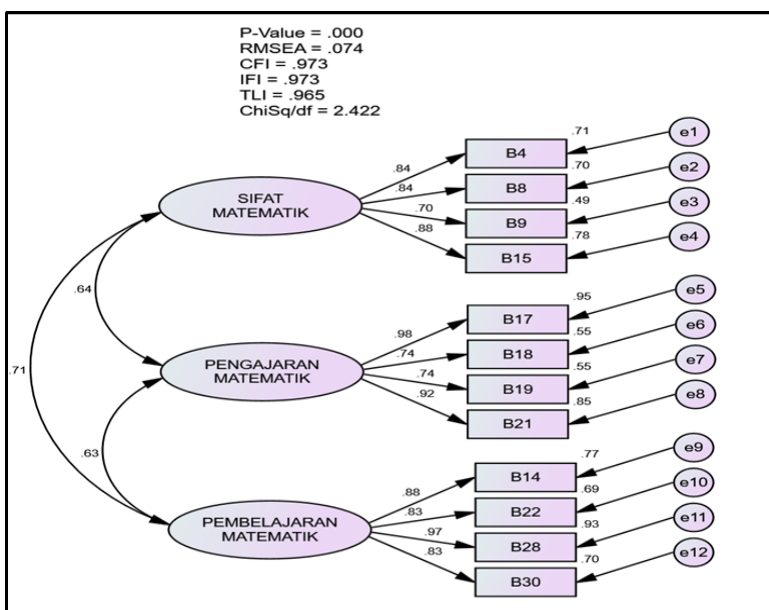 P-Value = .000
RMSEA = .074
CFI = .973
IFI = .973
TLI = .965
ChiSq/df = 2.422
SIFAT
MATEMATIK
.84
.84
.70
.88
B4
B8
B9
B15
.71
.70
.49
.78
e1
e2
e3
e4
.64
.71
PENGAJARAN
MATEMATIK
.98
.74
.74
.92
B17
B18
B19
B21
.95
.55
.55
.85
e5
e6
e7
e8
.63
PEMBELAJARAN
MATEMATIK
.88
.83
.97
.83
B14
B22
B28
B30
.77
.69
.93
.70
e9
e10
e11
e12